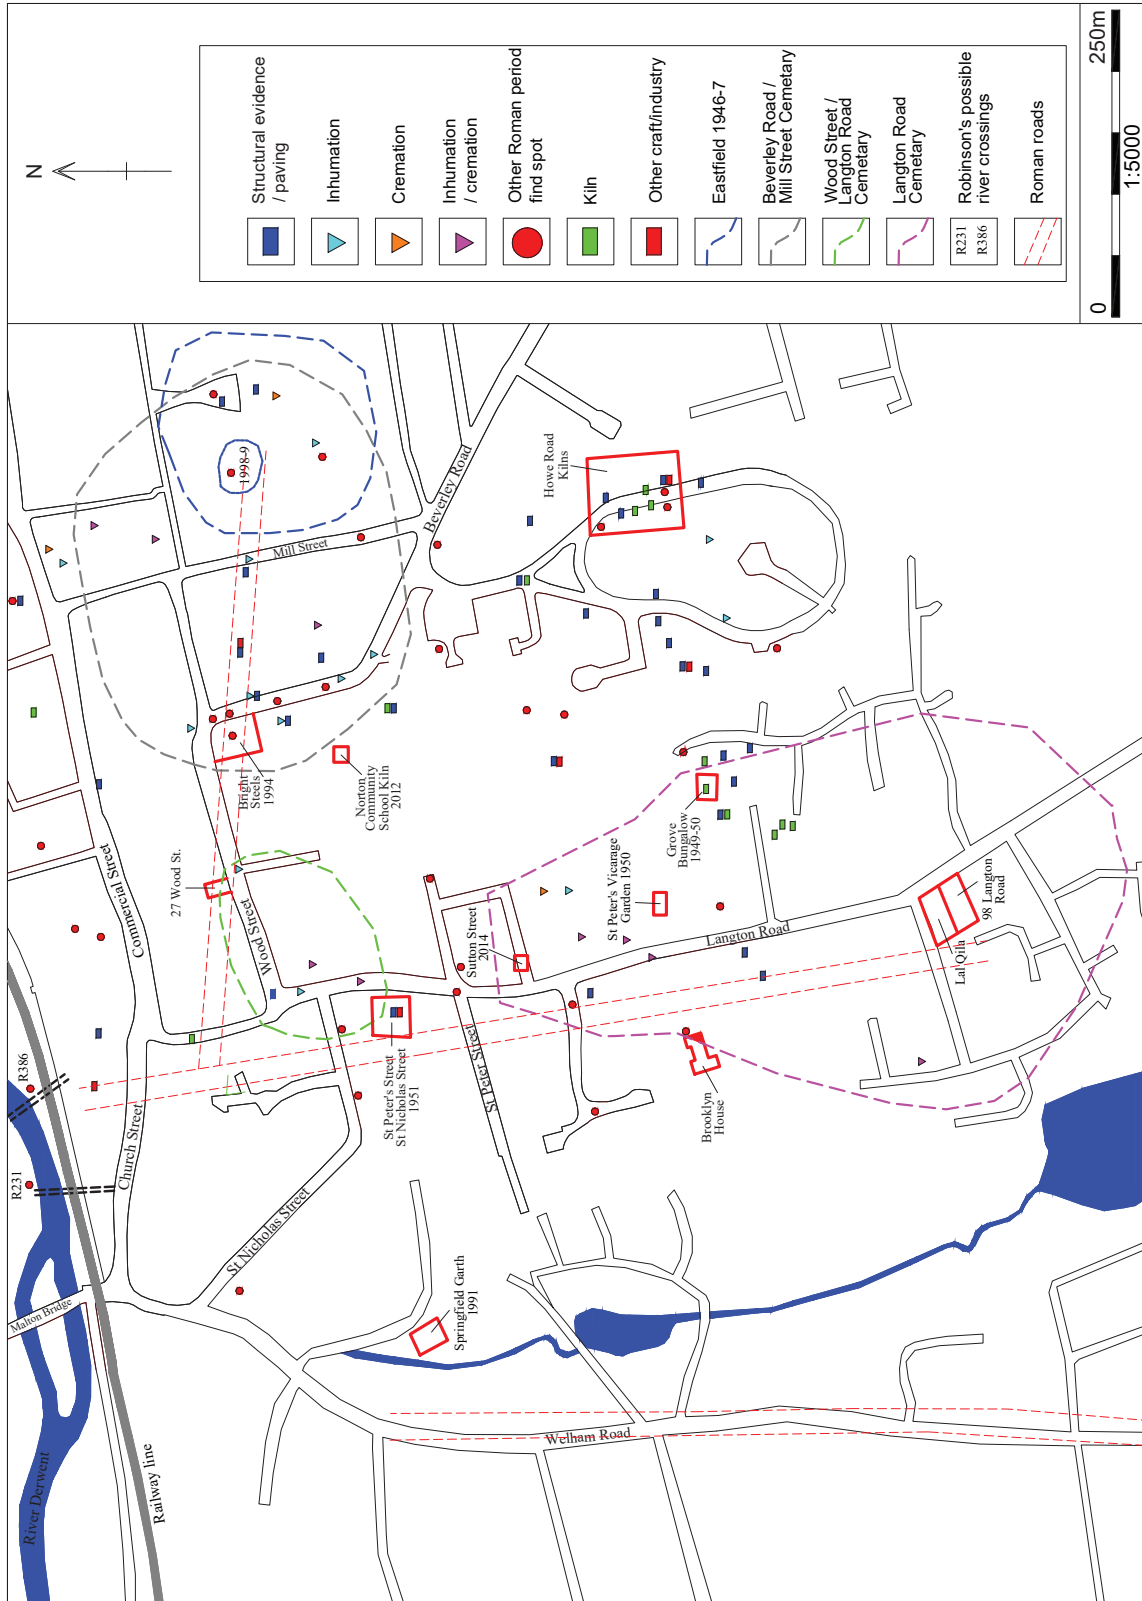 N
Structural evidence
/ paving
Inhumation
Cremation
Inhumation
/ cremation
Other Roman period
find spot
Kiln
Other craft/industry
Eastfield 1946-7
Beverley Road /
Mill Street Cemetary
Wood Street /
Langton Road
Cemetary
Langton Road
Cemetary
R231
R386
Robinson's possible
river crossings
Roman roads
0
250m
1:5000
River Derwent
Railway line
Malton Bridge
R231
R386
Church Street
Commercial Street
St Nicholas Street
Wood Street
27 Wood St.
Bright
Steels
1994
Mill Street
1998-9
Beverley Road
Norton
Community
School Kiln
2012
Howe Road
Kilns
St Peter's Street
St Nicholas Street
1951
Springfield Garth
1991
St Peter Street
Sutton Street
2014
St Peter's Vicarage
Garden 1950
Grove
Bungalow
1949-50
Langton Road
Brooklyn
House
Welham Road
Lal Qila
98 Langton
Road